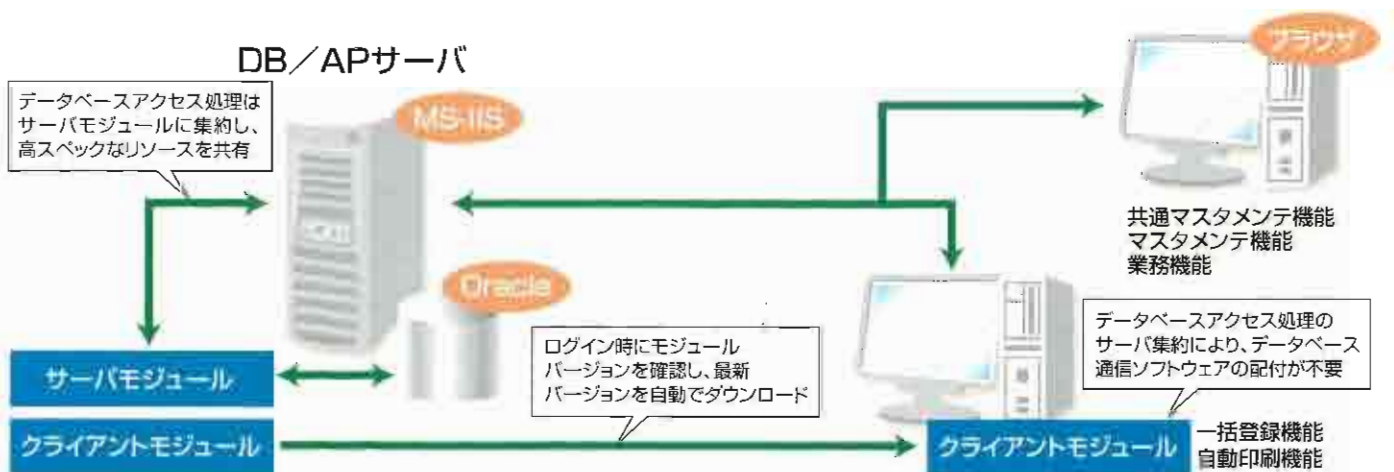 DB／APサーバ
データベースアクセス処理は
サーバモジュールに集約し、
高スペックなリソースを共有
MS-IIS
ブラウザ
共通マスタメンテ機能
マスタメンテ機能
業務機能
Oracle
ログイン時にモジュール
バージョンを確認し、最新
バージョンを自動でダウンロード
データベースアクセス処理の
サーバ集約により、データベース
通信ソフトウェアの配付が不要
サーバモジュール
クライアントモジュール
クライアントモジュール
一括登録機能
自動印刷機能